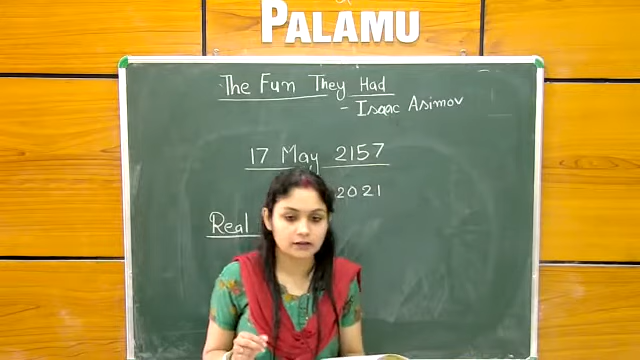 PALAMU
The Fun They Had
- Isaac Asimov
17 May 2157
2021
Real